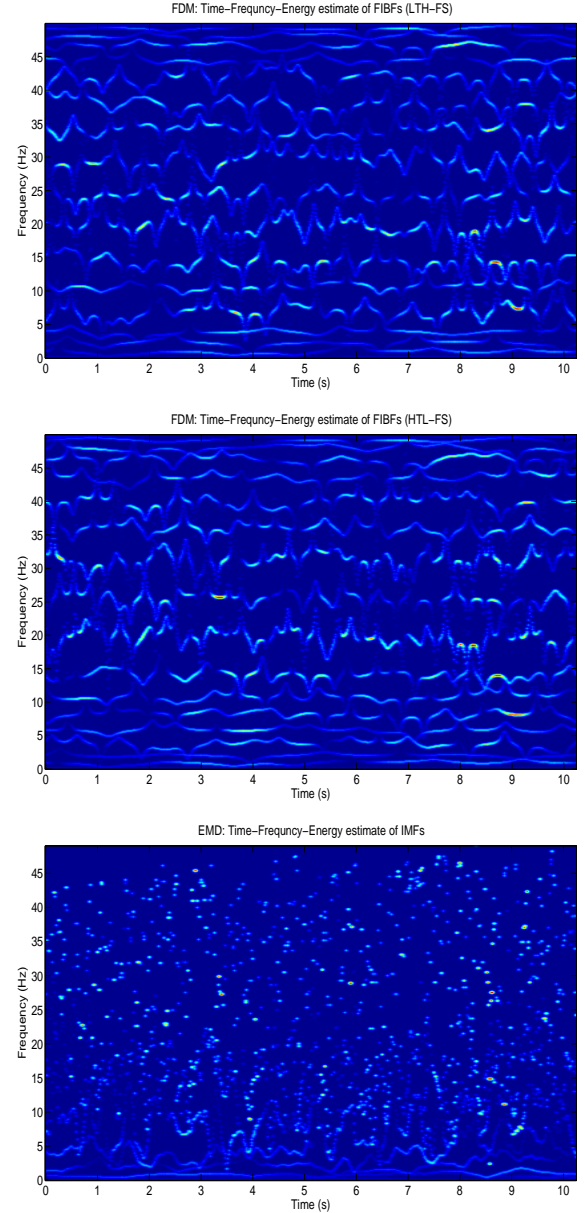 FDM: Time-Frequncy-Energy estimate of FIBFs (LTH-FS)
Frequency (Hz)
45
40
35
30
25
20
15
10
5
0
0 1 2 3 4 5 6 7 8 9 10
Time (s)
FDM: Time-Frequncy-Energy estimate of FIBFs (HTL-FS)
Frequency (Hz)
45
40
35
30
25
20
15
10
5
0
0 1 2 3 4 5 6 7 8 9 10
Time (s)
EMD: Time-Frequncy-Energy estimate of IMFs
Frequency (Hz)
45
40
35
30
25
20
15
10
5
0
0 1 2 3 4 5 6 7 8 9 10
Time (s)